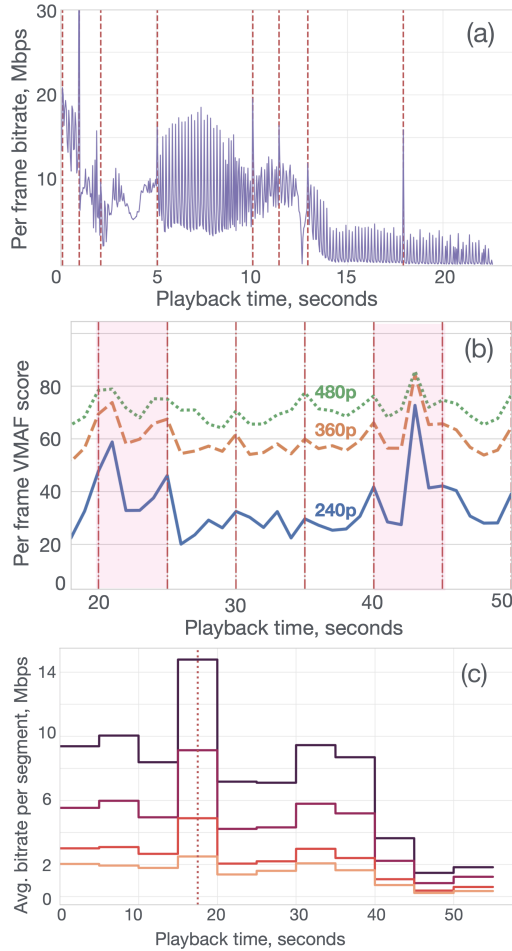 (a)
Per frame bitrate, Mbps
30
20
10
0 5 10 15 20
Playback time, seconds
(b)
Per frame VMAF score
80
60
40
20
0
480p
360p
240p
20 30 40 50
Playback time, seconds
(c)
Avg. bitrate per segment, Mbps
14
10
6
2
0
0 10 20 30 40 50
Playback time, seconds